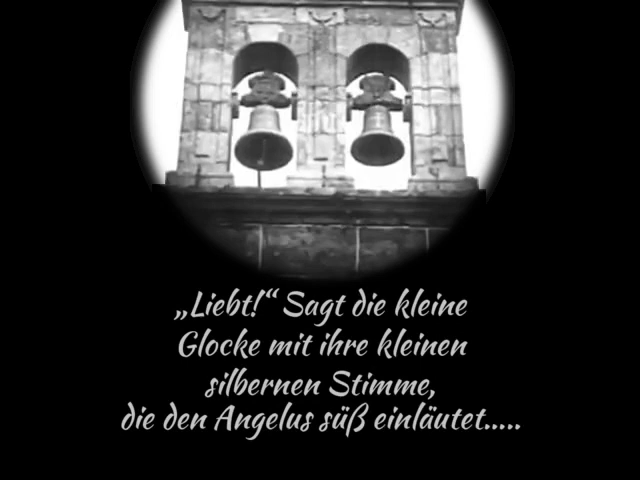 „Liebt!“ Sagt die kleine
Glocke mit ihre kleinen
silbernen Stimme,
die den Angelus süß einläutet.....